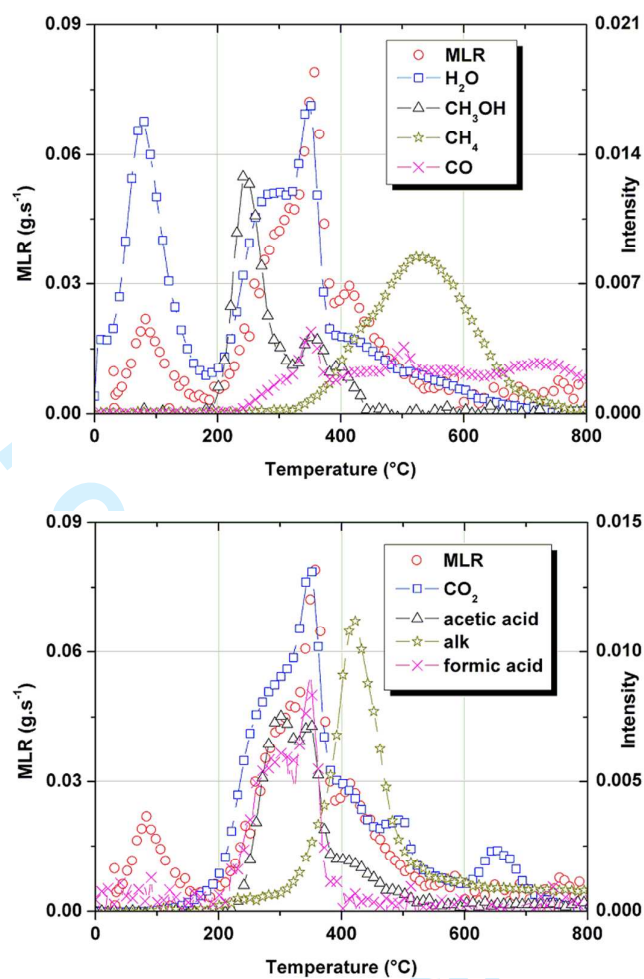 0.09
0.06
0.03
0.00
MLR (g.s⁻¹)
0.021
0.014
0.007
0.000
Intensity
MLR
H₂O
CH₃OH
CH₄
CO
0 200 400 600 800
Temperature (°C)
0.09
0.06
0.03
0.00
MLR (g.s⁻¹)
0.015
0.010
0.005
0.000
Intensity
MLR
CO₂
acetic acid
alk
formic acid
0 200 400 600 800
Temperature (°C)